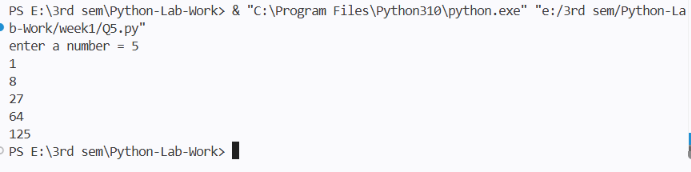 PS E:\3rd sem\Python-Lab-Work> & "C:\Program Files\Python310\python.exe" "e:/3rd sem/Python-La
b-Work/week1/Q5.py"
enter a number = 5
1
8
27
64
125
PS E:\3rd sem\Python-Lab-Work>